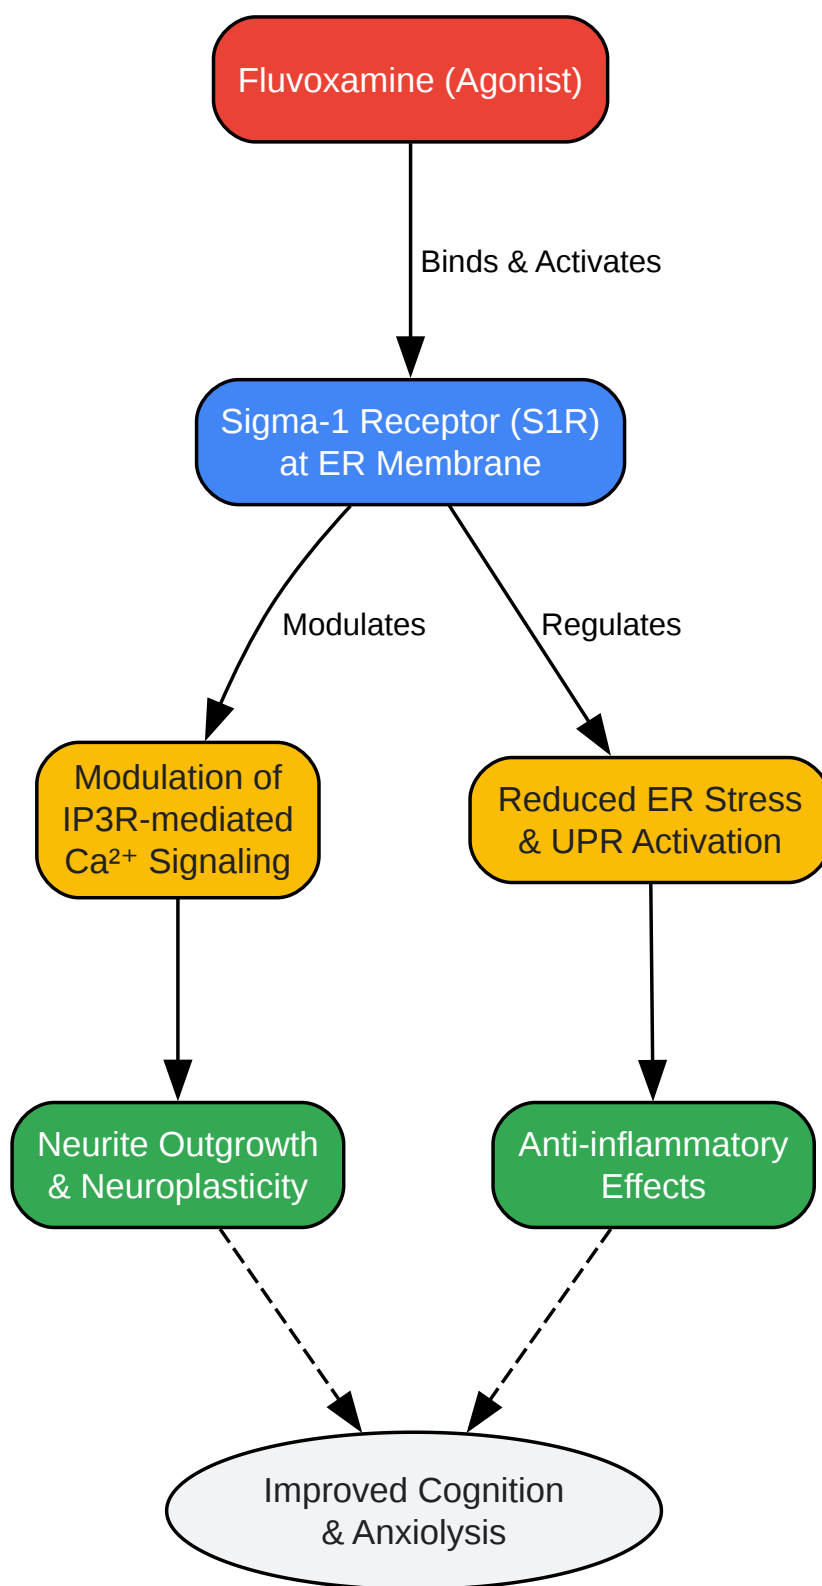 Fluvoxamine (Agonist)
Binds & Activates
Sigma-1 Receptor (S1R)
at ER Membrane
Modulates
Regulates
Modulation of
IP3R-mediated
Ca²⁺ Signaling
Reduced ER Stress
& UPR Activation
Neurite Outgrowth
& Neuroplasticity
Anti-inflammatory
Effects
Improved Cognition
& Anxiolysis